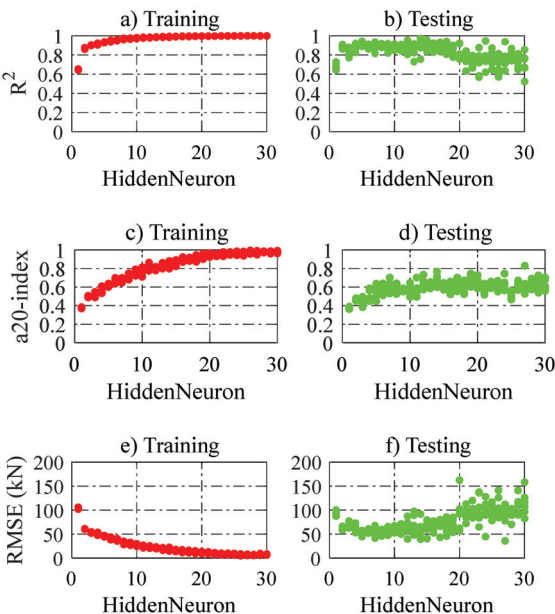 a) Training
b) Testing
R²
1
0.8
0.6
0.4
0.2
0
0 10 20 30
HiddenNeuron
1
0.8
0.6
0.4
0.2
0
0 10 20 30
HiddenNeuron
c) Training
d) Testing
a20-index
1
0.8
0.6
0.4
0.2
0
0 10 20 30
HiddenNeuron
1
0.8
0.6
0.4
0.2
0
0 10 20 30
HiddenNeuron
e) Training
f) Testing
RMSE (kN)
200
150
100
50
0
0 10 20 30
HiddenNeuron
200
150
100
50
0
0 10 20 30
HiddenNeuron